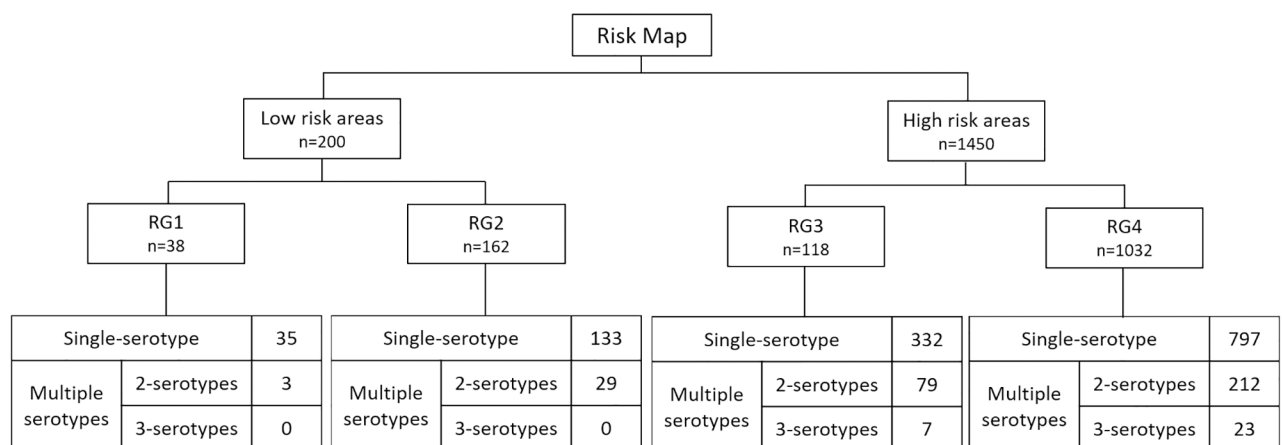 Risk Map
Low risk areas
n=200
High risk areas
n=1450
RG1
n=38
RG2
n=162
RG3
n=118
RG4
n=1032
Single-serotype 35
Multiple serotypes 2-serotypes 3
3-serotypes 0
Single-serotype 133
Multiple serotypes 2-serotypes 29
3-serotypes 0
Single-serotype 332
Multiple serotypes 2-serotypes 79
3-serotypes 7
Single-serotype 797
Multiple serotypes 2-serotypes 212
3-serotypes 23